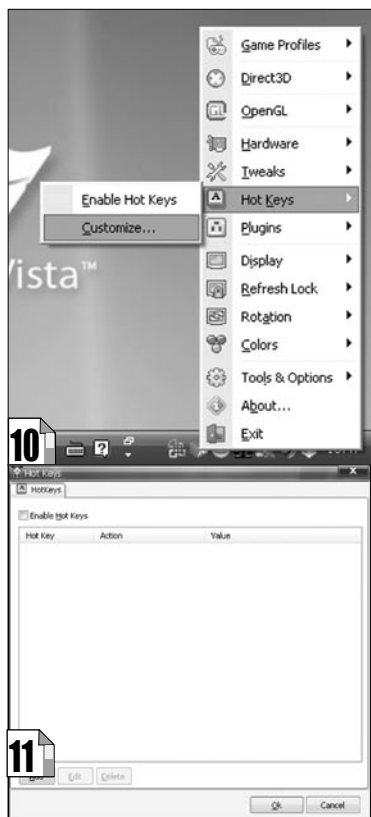 Game Profiles
Direct3D
OpenGL
Hardware
Tweaks
Enable Hot Keys
Hot Keys
Customize...
Plugins
ista™
Display
Refresh Lock
Rotation
Colors
Tools & Options
About...
Exit
10
Hot Keys
HotKeys
Enable Hot Keys
Hot Key Action Value
11
Edit Delete
Ok Cancel